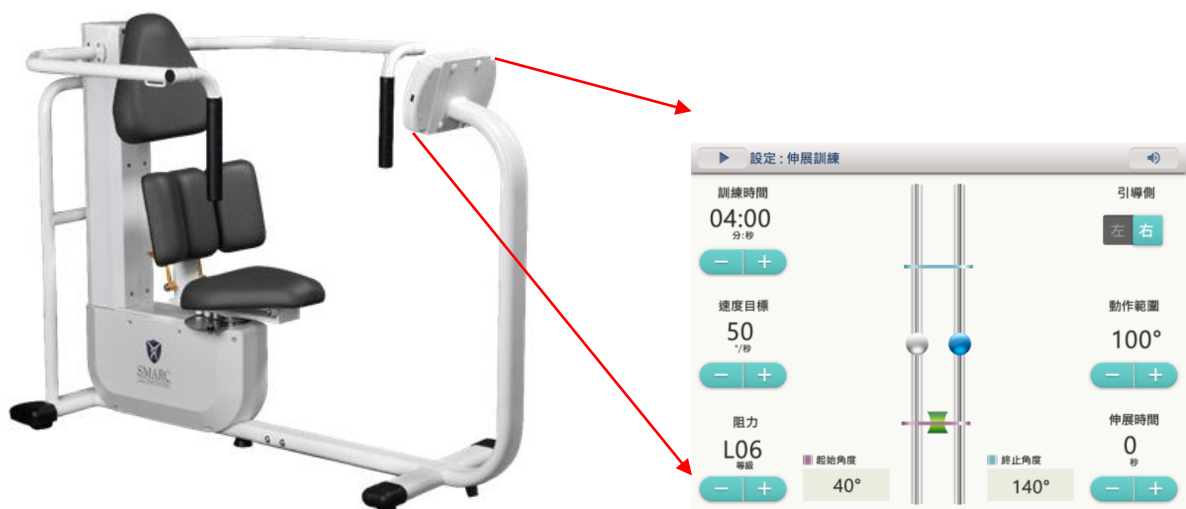 SMARC
設定 : 伸展訓練
訓練時間
04:00
分:秒
− +
速度目標
50
°/秒
− +
阻力
L06
等級
− +
起始角度
40°
終止角度
140°
引導側
左 右
動作範圍
100°
− +
伸展時間
0
秒
− +